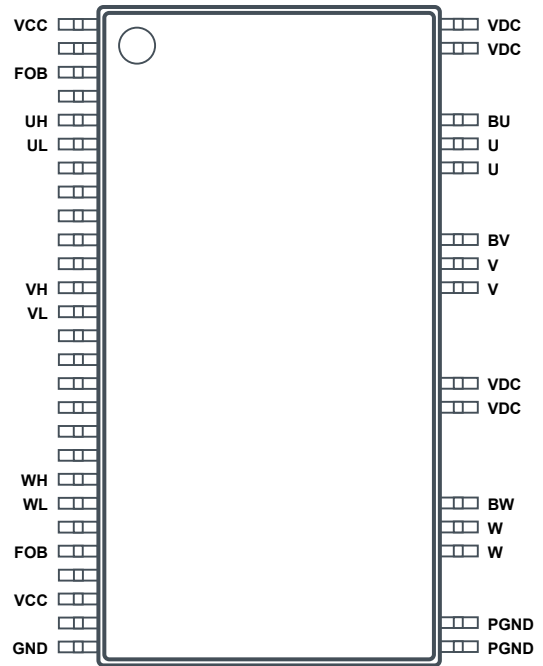 VCC
FOB
UH
UL
VH
VL
WH
WL
FOB
VCC
GND
VDC
VDC
BU
U
U
BV
V
V
VDC
VDC
BW
W
W
PGND
PGND